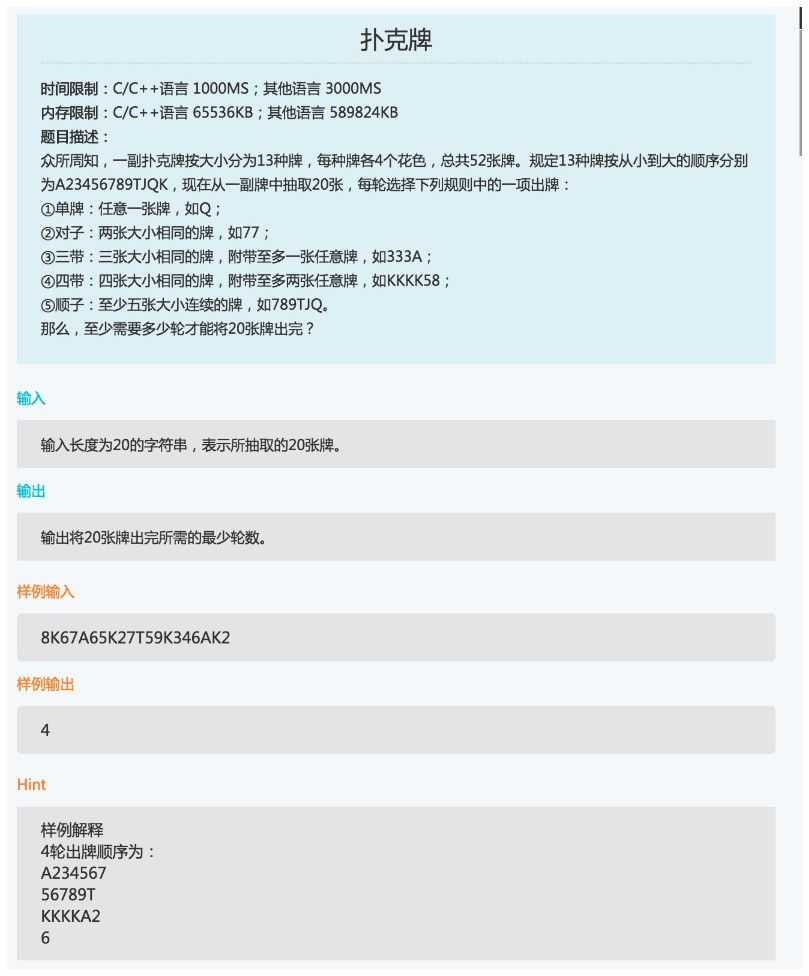 扑克牌
时间限制：C/C++语言 1000MS；其他语言 3000MS
内存限制：C/C++语言 65536KB；其他语言 589824KB
题目描述：
众所周知，一副扑克牌按大小分为13种牌，每种牌各4个花色，总共52张牌。规定13种牌按从小到大的顺序分别
为A23456789TJQK，现在从一副牌中抽取20张，每轮选择下列规则中的一项出牌：
①单牌：任意一张牌，如Q；
②对子：两张大小相同的牌，如77；
③三带：三张大小相同的牌，附带至多一张任意牌，如333A；
④四带：四张大小相同的牌，附带至多两张任意牌，如KKKK58；
⑤顺子：至少五张大小连续的牌，如789TJQ。
那么，至少需要多少轮才能将20张牌出完？
输入
输入长度为20的字符串，表示所抽取的20张牌。
输出
输出将20张牌出完所需的最少轮数。
样例输入
8K67A65K27T59K346AK2
样例输出
4
Hint
样例解释
4轮出牌顺序为：
A234567
56789T
KKKKA2
6